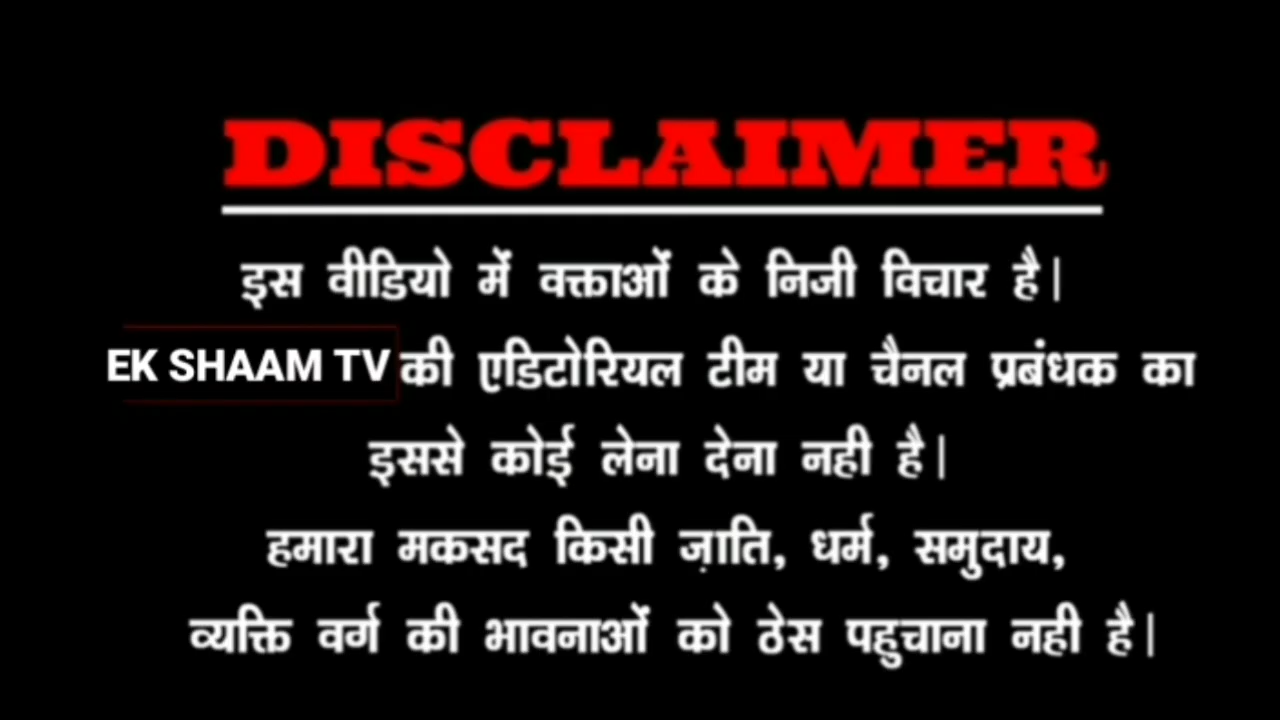 DISCLAIMER
इस वीडियो में वक्ताओं के निजी विचार है|
EK SHAAM TV की एडिटोरियल टीम या चैनल प्रबंधक का
इससे कोई लेना देना नही है|
हमारा मकसद किसी ज़ाति, धर्म, समुदाय,
व्यक्ति वर्ग की भावनाओं को ठेस पहुचाना नही है|